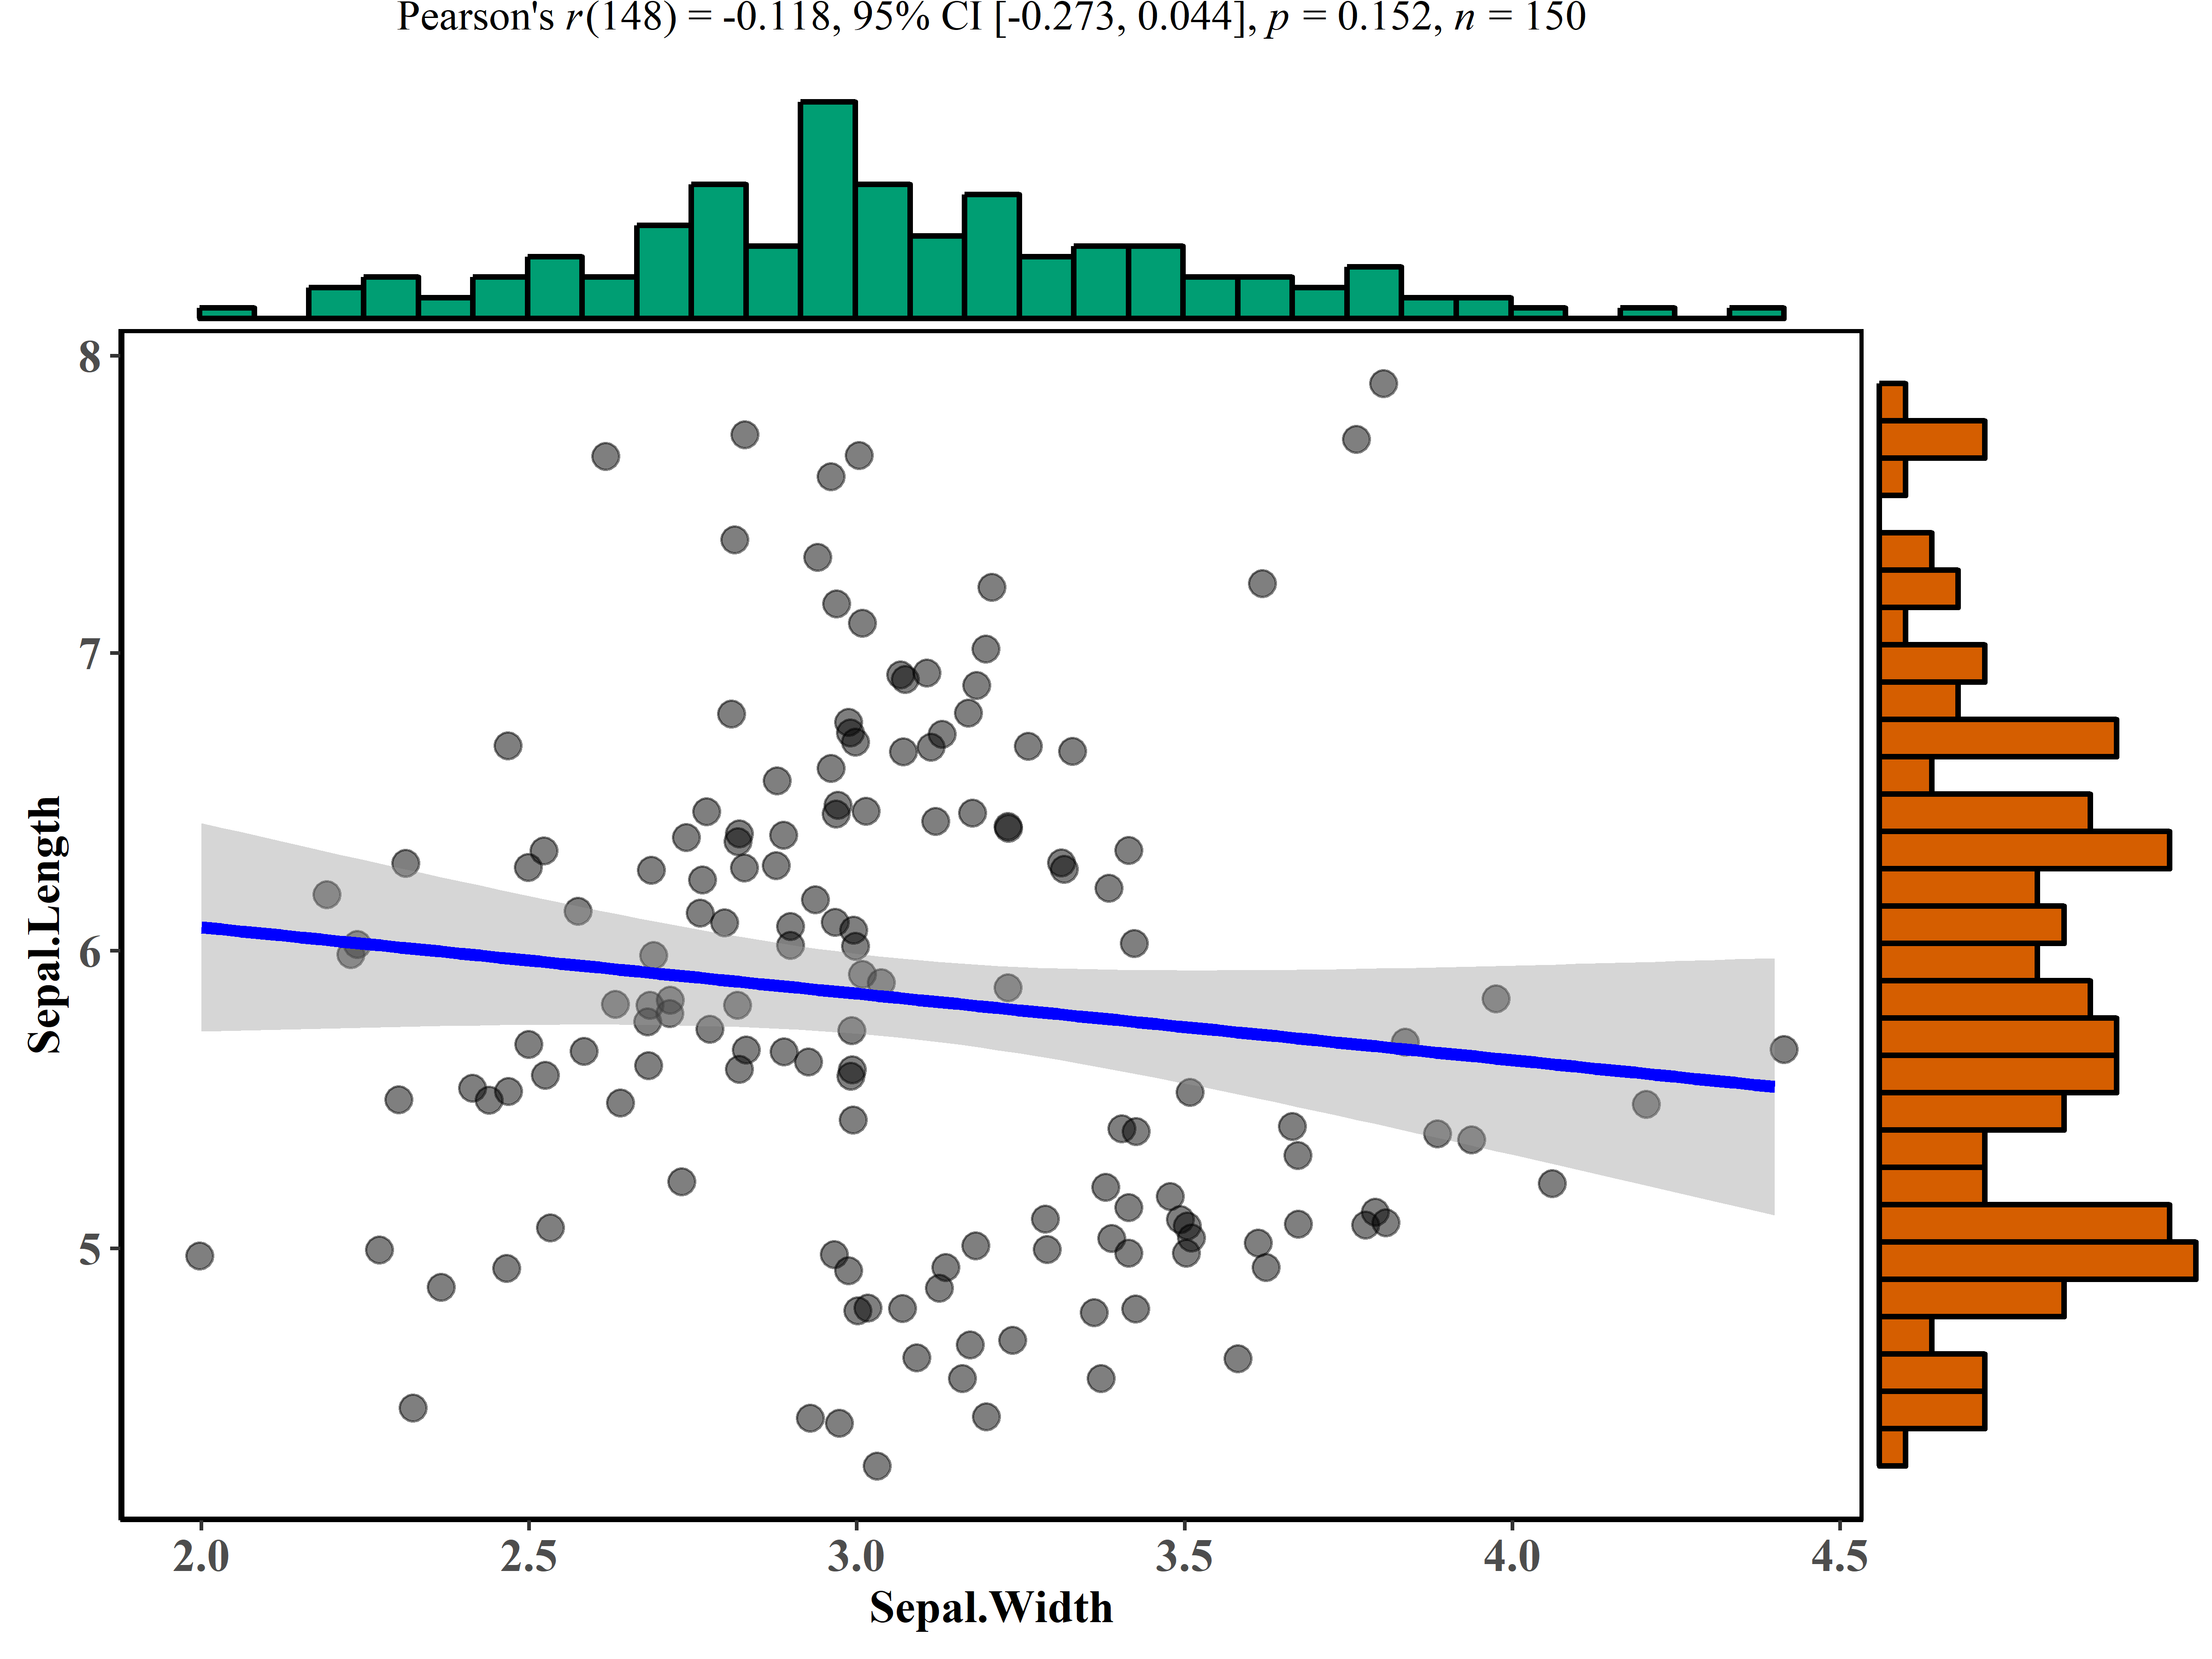 Pearson's r(148) = -0.118, 95% CI [-0.273, 0.044], p = 0.152, n = 150
8
7
6
5
Sepal.Length
2.0 2.5 3.0 3.5 4.0 4.5
Sepal.Width